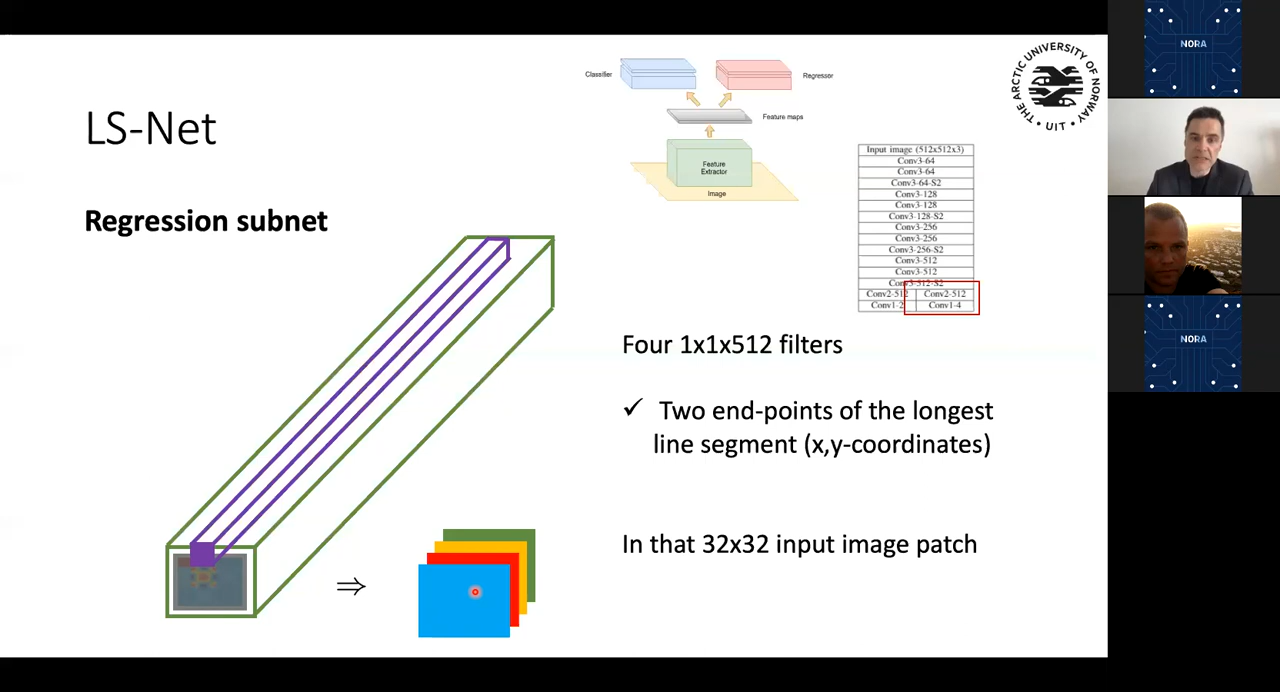 LS-Net
Regression subnet
Classifier
Regressor
Feature maps
Feature
Extractor
Image
THE ARCTIC UNIVERSITY OF NORWAY
UIT
Input image (512x512x3)
Conv3-64
Conv3-64
Conv3-64-S2
Conv3-128
Conv3-128
Conv3-128-S2
Conv3-256
Conv3-256
Conv3-256-S2
Conv3-512
Conv3-512
Conv3-512-S2
Conv2-512 Conv2-512
Conv1-2 Conv1-4
Four 1x1x512 filters
✓ Two end-points of the longest
line segment (x,y-coordinates)
⇒
In that 32x32 input image patch
NORA
NORA